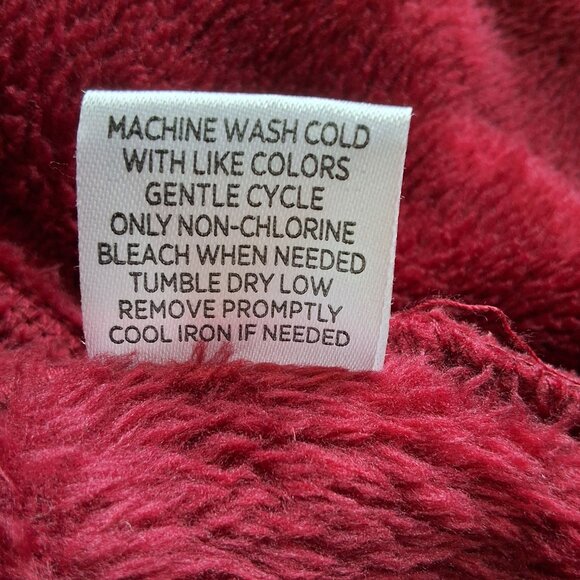 MACHINE WASH COLD
WITH LIKE COLORS
GENTLE CYCLE
ONLY NON-CHLORINE
BLEACH WHEN NEEDED
TUMBLE DRY LOW
REMOVE PROMPTLY
COOL IRON IF NEEDED